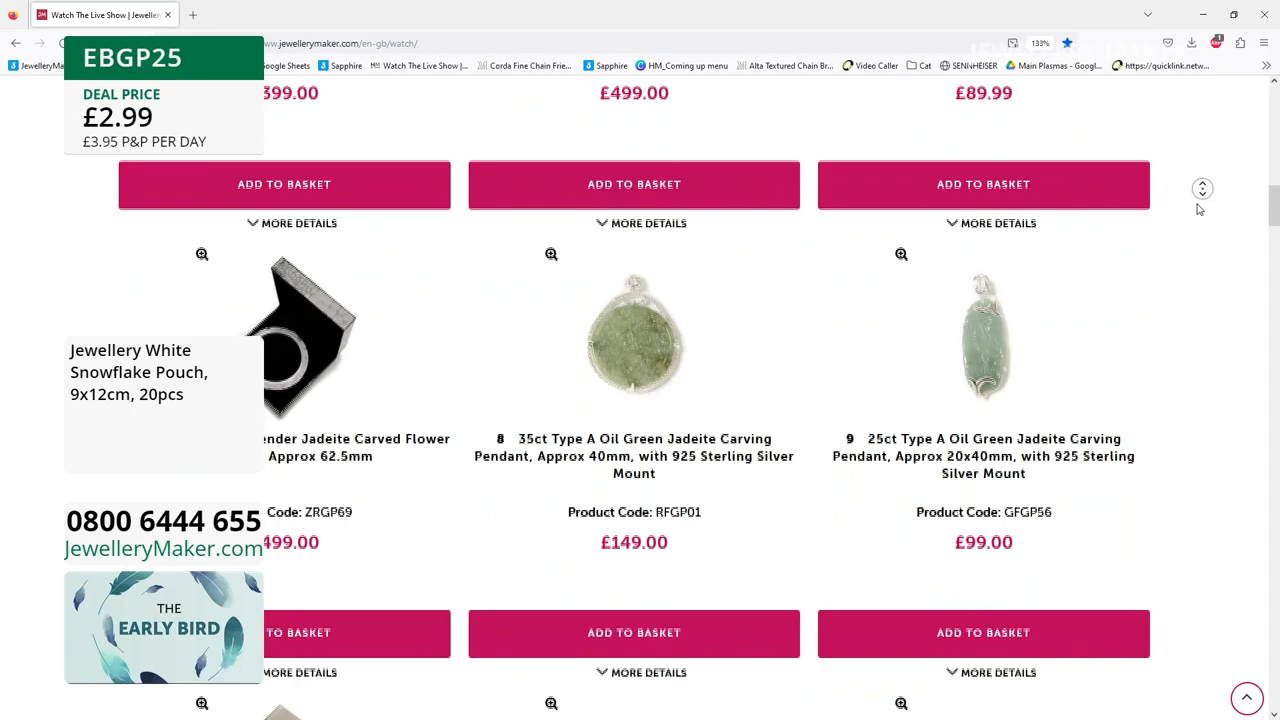 Watch The Live Show | Jeweller
ww.jewellerymaker.com/en-gb/watch/
133%
1
JewelleryM
oogle Sheets
Sapphire
Watch The Live Show |...
Corda Fine Chain Frie...
Sapphire
HM_Coming up menu
Alta Textured Chain Br...
Video Caller
Cat
SENNHEISER
Main Plasmas - Googl...
https://quicklink.netw...
EBGP25
DEAL PRICE
£2.99
£3.95 P&P PER DAY
399.00
£499.00
£89.99
ADD TO BASKET
ADD TO BASKET
ADD TO BASKET
MORE DETAILS
MORE DETAILS
MORE DETAILS
Jewellery White
Snowflake Pouch,
9x12cm, 20pcs
ender Jadeite Carved Flower
Approx 62.5mm
Code: ZRGP69
499.00
8 35ct Type A Oil Green Jadeite Carving
Pendant, Approx 40mm, with 925 Sterling Silver
Mount
Product Code: RFGP01
£149.00
9 25ct Type A Oil Green Jadeite Carving
Pendant, Approx 20x40mm, with 925 Sterling
Silver Mount
Product Code: GFGP56
£99.00
0800 6444 655
JewelleryMaker.com
THE
EARLY BIRD
TO BASKET
ADD TO BASKET
ADD TO BASKET
MORE DETAILS
MORE DETAILS
MORE DETAILS